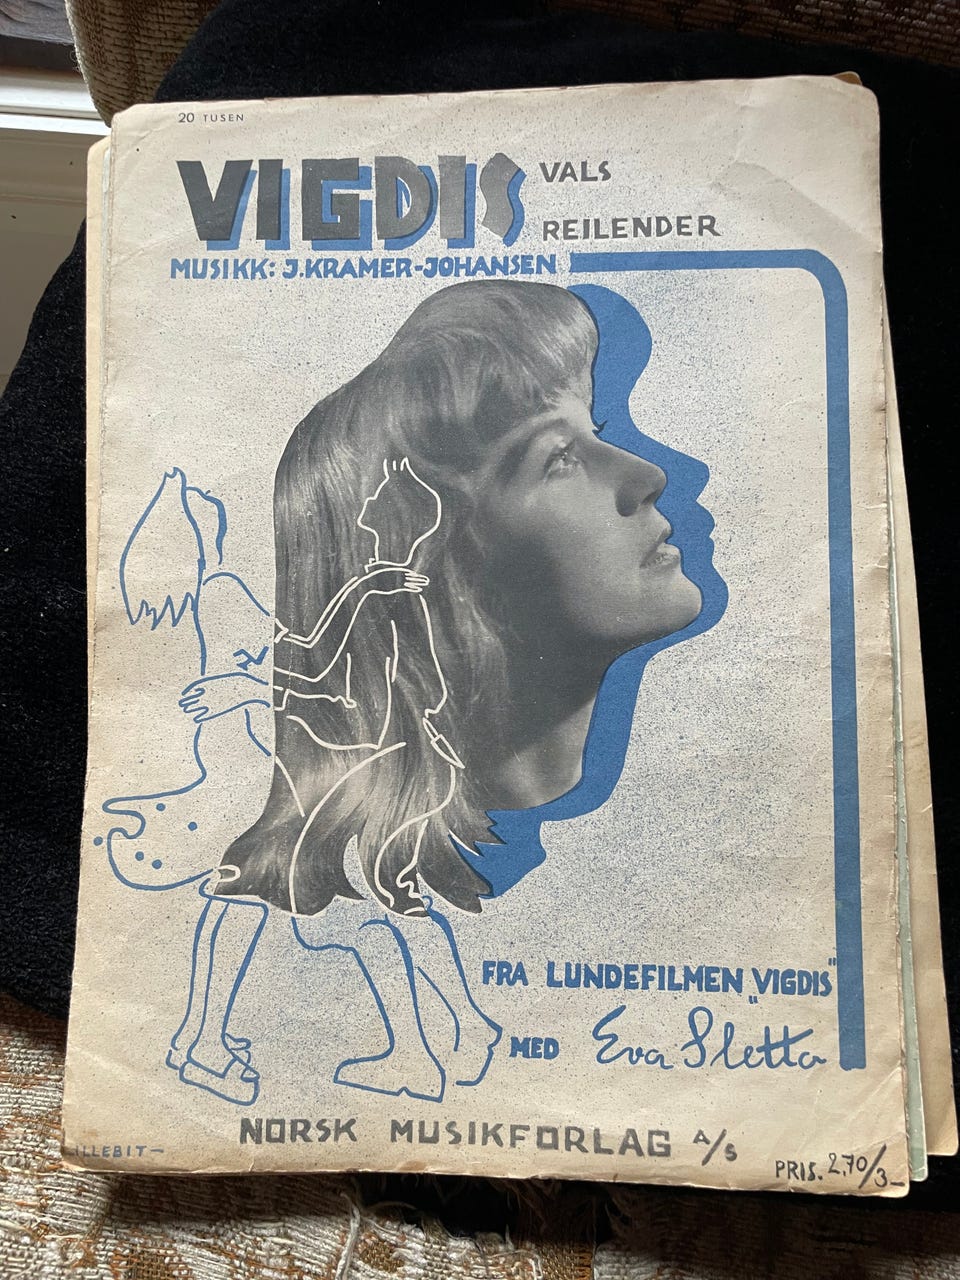 20 TUSEN
VIGDIS VALS
REILENDER
MUSIKK: J.KRAMER-JOHANSEN
FRA LUNDEFILMEN „VIGDIS"
MED Eva Sletta
NORSK MUSIKFORLAG A/S
PRIS. 2,70/3–